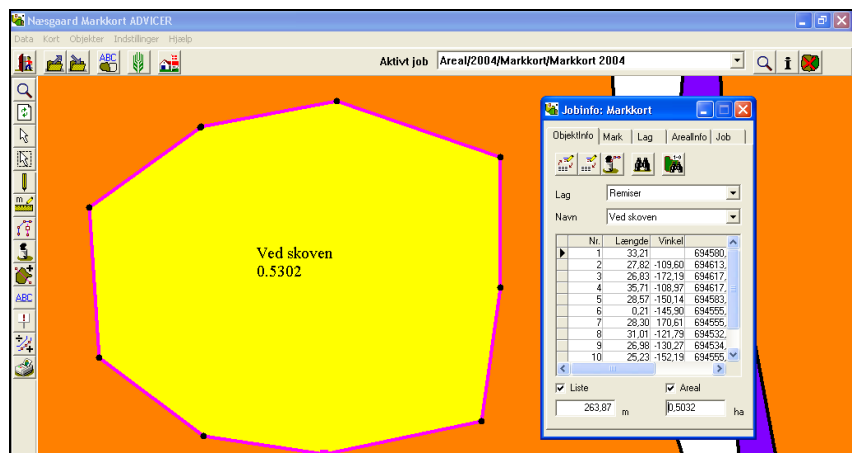 Næsgaard Markkort ADVICER
Data Kort Objekter Indstillinger Hjælp
ABC
Aktivt job Areal/2004/Markkort/Markkort 2004
i
m
ABC
Ved skoven
0.5302
Jobinfo: Markkort
ObjektInfo Mark Lag ArealInfo Job
Lag Remiser
Navn Ved skoven
Nr. Længde Vinkel
1 33,21 694580,
2 27,82 -109,60 694613,
3 26,83 -172,19 694617,
4 35,71 -108,97 694617,
5 28,57 -150,14 694583,
6 0,21 -145,90 694555,
7 28,30 170,61 694555,
8 31,01 -121,79 694532,
9 26,98 -130,27 694534,
10 25,23 -152,19 694555,
Liste Areal
263,87 m 0,5032 ha